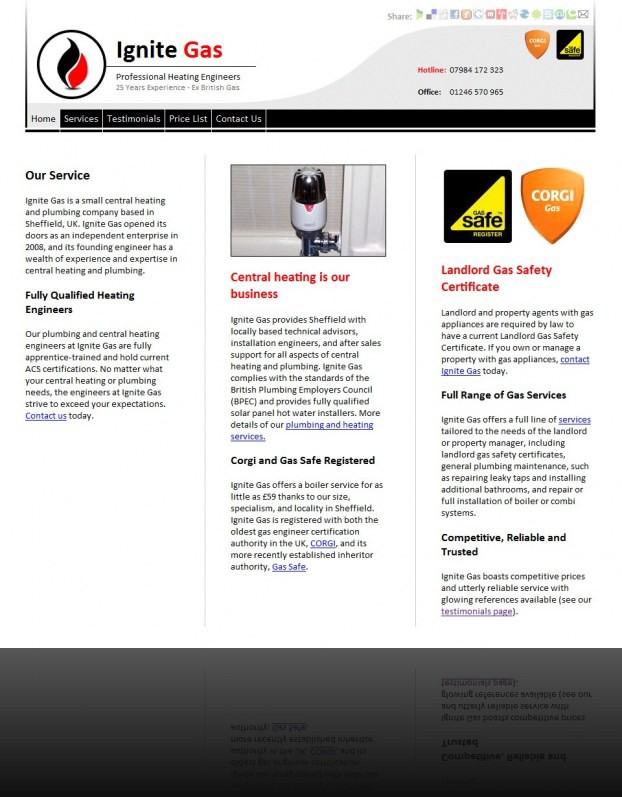 Share:
Ignite Gas
Professional Heating Engineers
25 Years Experience - Ex British Gas
CORGI
Gas
GAS
safe
REGISTER
Hotline: 07984 172 323
Office: 01246 570 965
Home Services Testimonials Price List Contact Us
Our Service
Ignite Gas is a small central heating
and plumbing company based in
Sheffield, UK. Ignite Gas opened its
doors as an independent enterprise in
2008, and its founding engineer has a
wealth of experience and expertise in
central heating and plumbing.
Fully Qualified Heating
Engineers
Our plumbing and central heating
engineers at Ignite Gas are fully
apprentice-trained and hold current
ACS certifications. No matter what
your central heating or plumbing
needs, the engineers at Ignite Gas
strive to exceed your expectations.
Contact us today.
Central heating is our
business
Ignite Gas provides Sheffield with
locally based technical advisors,
installation engineers, and after sales
support for all aspects of central
heating and plumbing. Ignite Gas
complies with the standards of the
British Plumbing Employers Council
(BPEC) and provides fully qualified
solar panel hot water installers. More
details of our plumbing and heating
services.
Corgi and Gas Safe Registered
Ignite Gas offers a boiler service for as
little as £59 thanks to our size,
specialism, and locality in Sheffield.
Ignite Gas is registered with both the
oldest gas engineer certification
authority in the UK, CORGI, and its
more recently established inheritor
authority, Gas Safe.
GAS
safe™
REGISTER
CORGI
Gas
Landlord Gas Safety
Certificate
Landlord and property agents with gas
appliances are required by law to
have a current Landlord Gas Safety
Certificate. If you own or manage a
property with gas appliances, contact
Ignite Gas today.
Full Range of Gas Services
Ignite Gas offers a full line of services
tailored to the needs of the landlord
or property manager, including
landlord gas safety certificates,
general plumbing maintenance, such
as repairing leaky taps and installing
additional bathrooms, and repair or
full installation of boiler or combi
systems.
Competitive, Reliable and
Trusted
Ignite Gas boasts competitive prices
and utterly reliable service with
glowing references available (see our
testimonials page).